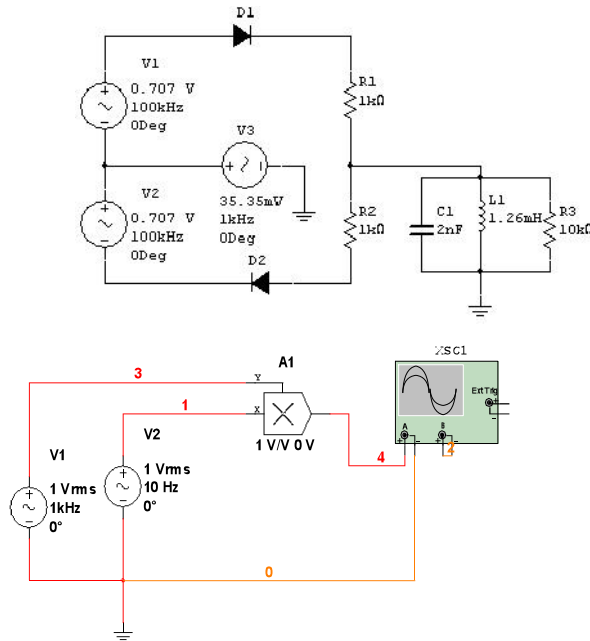 D1
V1
0.707 V
100kHz
0Deg
R1
1kΩ
V3
35.35mV
1kHz
0Deg
V2
0.707 V
100kHz
0Deg
R2
1kΩ
C1
2nF
L1
1.26mH
R3
10kΩ
D2
XSC1
A1
3
Y
Ext Trig
+
-
1
X
A
B
+ -
+ -
1 V/V 0 V
2
4
V1
V2
1 Vrms
10 Hz
0°
1 Vrms
1kHz
0°
0